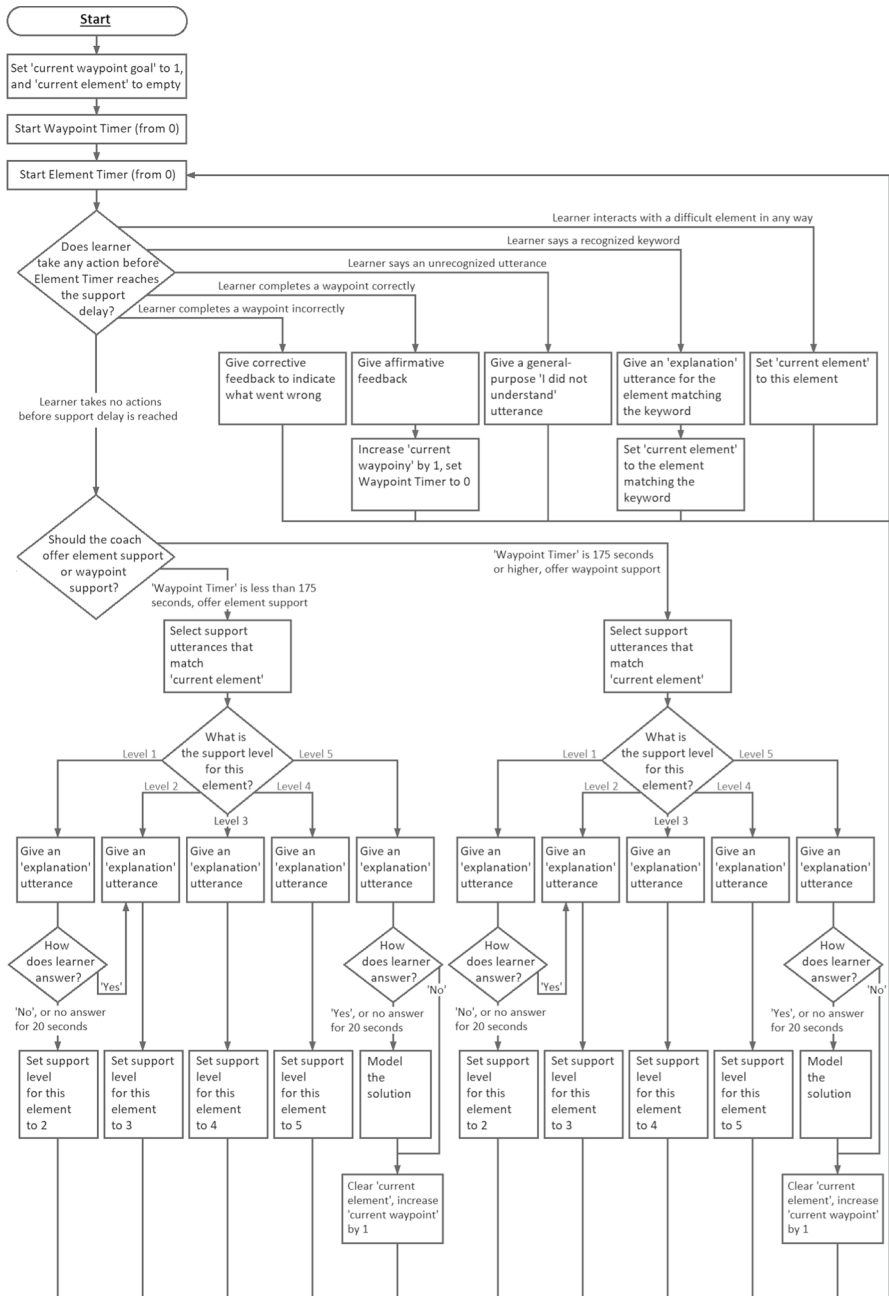 Start
Set 'current waypoint goal' to 1,
and 'current element' to empty
Start Waypoint Timer (from 0)
Start Element Timer (from 0)
Does learner
take any action before
Element Timer reaches
the support
delay?
Learner interacts with a difficult element in any way
Learner says a recognized keyword
Learner says an unrecognized utterance
Learner completes a waypoint correctly
Learner completes a waypoint incorrectly
Give corrective
feedback to indicate
what went wrong
Give affirmative
feedback
Give a general-
purpose 'I did not
understand'
utterance
Give an 'explanation'
utterance for the
element matching
the keyword
Set 'current element'
to this element
Learner takes no actions
before support delay is reached
Increase 'current
waypoiny' by 1, set
Waypoint Timer to 0
Set 'current element'
to the element
matching the
keyword
Should the coach
offer element support
or waypoint
support?
'Waypoint Timer' is less than 175
seconds, offer element support
'Waypoint Timer' is 175 seconds
or higher, offer waypoint support
Select support
utterances that
match
'current element'
Select support
utterances that
match
'current element'
What is
the support level
for this
element?
Level 1
Level 2
Level 3
Level 4
Level 5
What is
the support level
for this
element?
Level 1
Level 2
Level 3
Level 4
Level 5
Give an
'explanation'
utterance
Give an
'explanation'
utterance
Give an
'explanation'
utterance
Give an
'explanation'
utterance
Give an
'explanation'
utterance
Give an
'explanation'
utterance
Give an
'explanation'
utterance
Give an
'explanation'
utterance
Give an
'explanation'
utterance
Give an
'explanation'
utterance
How
does learner
answer?
'Yes'
'No', or no answer
for 20 seconds
How
does learner
answer?
'No'
'Yes', or no answer
for 20 seconds
How
does learner
answer?
'Yes'
'No', or no answer
for 20 seconds
How
does learner
answer?
'No'
'Yes', or no answer
for 20 seconds
Set support
level
for this
element
to 2
Set support
level
for this
element
to 3
Set support
level
for this
element
to 4
Set support
level
for this
element
to 5
Model
the
solution
Set support
level
for this
element
to 2
Set support
level
for this
element
to 3
Set support
level
for this
element
to 4
Set support
level
for this
element
to 5
Model
the
solution
Clear 'current
element', increase
'current waypoint'
by 1
Clear 'current
element', increase
'current waypoint'
by 1